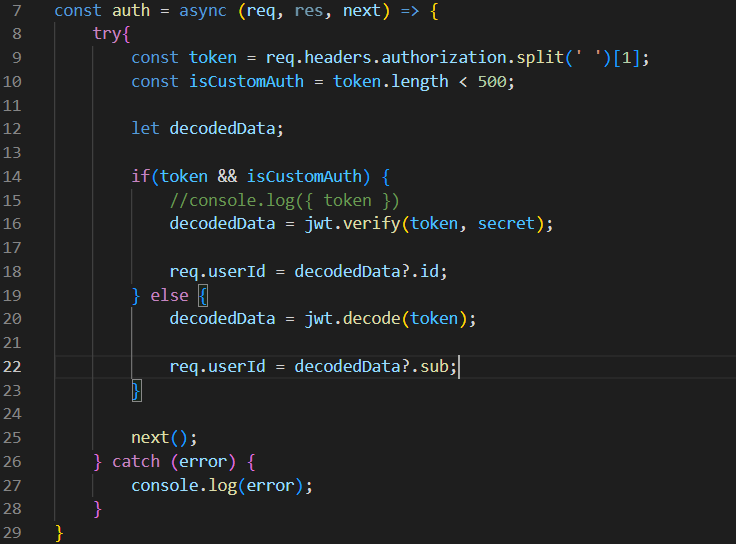 7 const auth = async (req, res, next) => {
8 try{
9 const token = req.headers.authorization.split(' ')[1];
10 const isCustomAuth = token.length < 500;
11
12 let decodedData;
13
14 if(token && isCustomAuth) {
15 //console.log({ token })
16 decodedData = jwt.verify(token, secret);
17
18 req.userId = decodedData?.id;
19 } else {
20 decodedData = jwt.decode(token);
21
22 req.userId = decodedData?.sub;
23 }
24
25 next();
26 } catch (error) {
27 console.log(error);
28 }
29 }